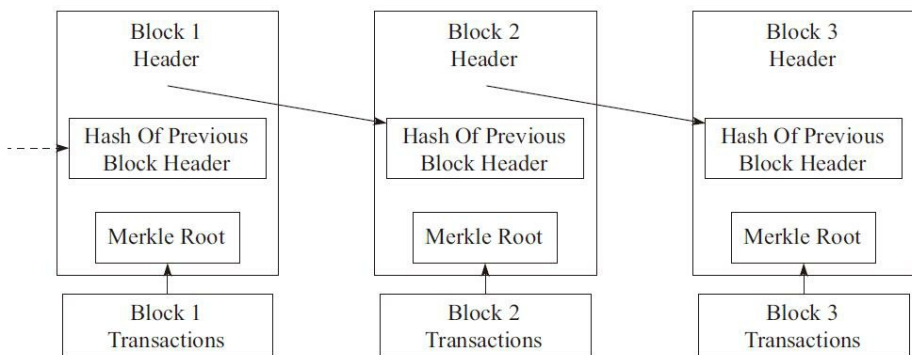 Block 1
Header
Hash Of Previous
Block Header
Merkle Root
Block 1
Transactions
Block 2
Header
Hash Of Previous
Block Header
Merkle Root
Block 2
Transactions
Block 3
Header
Hash Of Previous
Block Header
Merkle Root
Block 3
Transactions